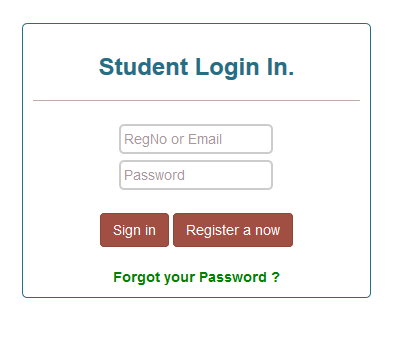 Student Login In.
RegNo or Email
Password
Sign in Register a now
Forgot your Password ?